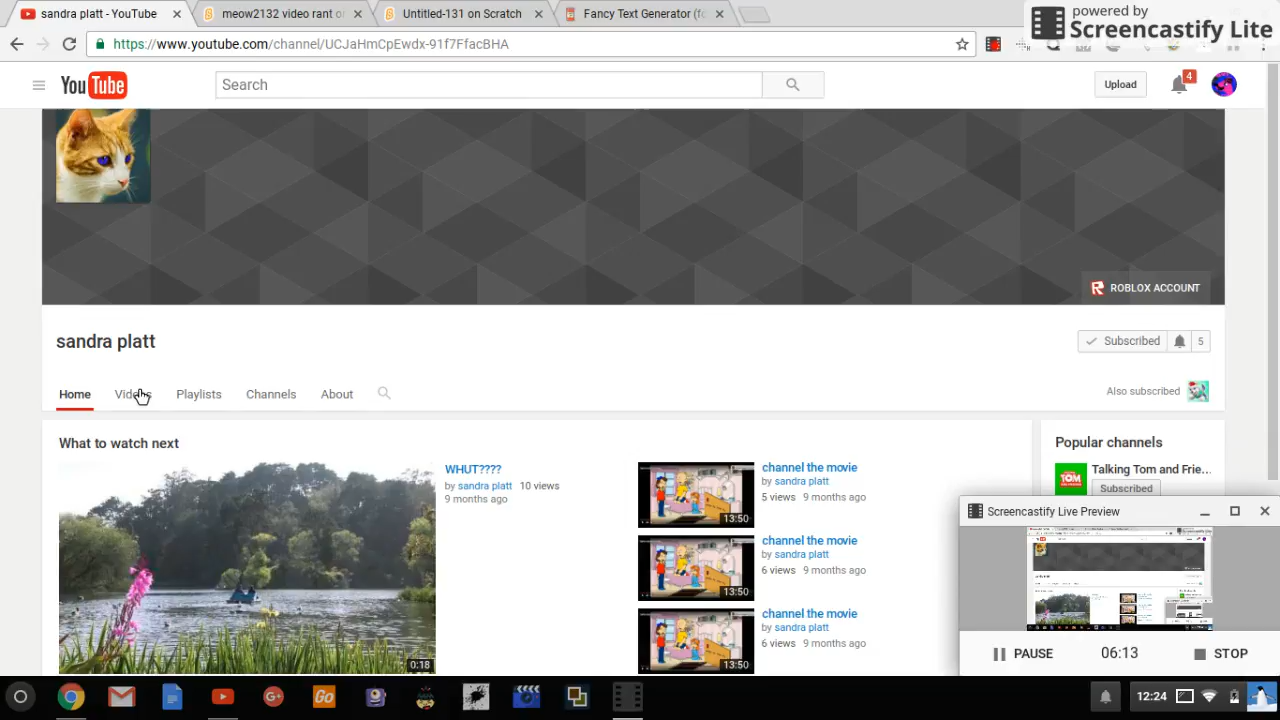 sandra platt - YouTube
meow2132 video rant
Untitled-131 on Scratch
Fancy Text Generator (fo
powered by
Screencastify Lite
https://www.youtube.com/channel/UCJaHmCpEwdx-91f7FfacBHA
YouTube
Search
Upload
4
ROBLOX ACCOUNT
sandra platt
Subscribed
5
Home
Videos
Playlists
Channels
About
Also subscribed
What to watch next
WHUT????
by sandra platt 10 views
9 months ago
0:18
channel the movie
by sandra platt
5 views 9 months ago
13:50
channel the movie
by sandra platt
6 views 9 months ago
13:50
channel the movie
by sandra platt
6 views 9 months ago
13:50
Popular channels
TOM
Talking Tom and Frie...
Subscribed
Screencastify Live Preview
PAUSE
06:13
STOP
Go
12:24